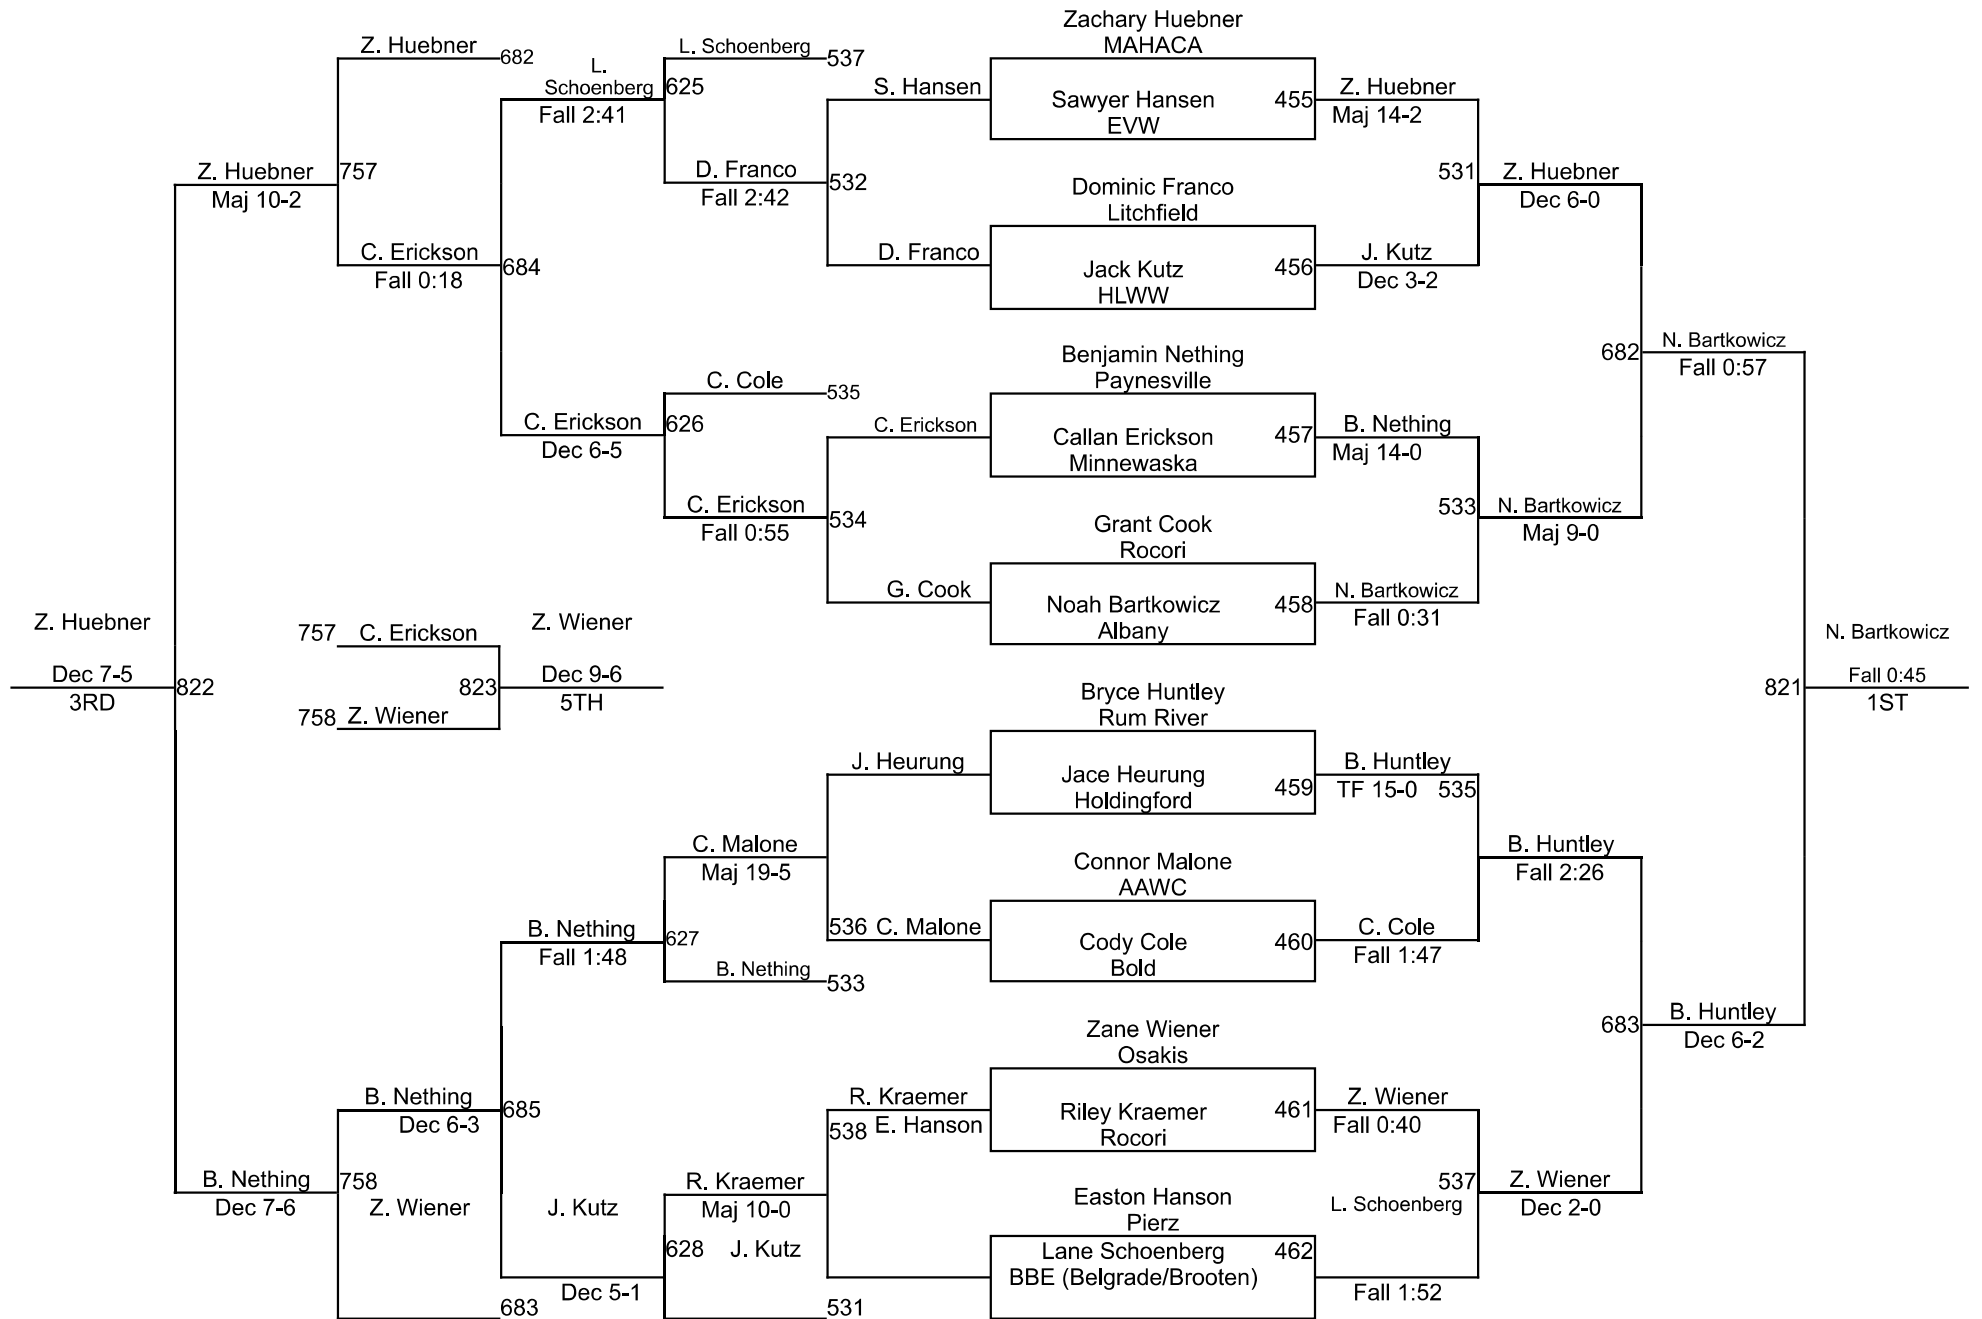 Zachary Huebner
MAHACA
Z. Huebner
682
L. Schoenberg
537
L.
Schoenberg
625
Fall 2:41
S. Hansen
Sawyer Hansen
455
EVW
Z. Huebner
Maj 14-2
Z. Huebner
757
Maj 10-2
D. Franco
532
Fall 2:42
Dominic Franco
Litchfield
531
Z. Huebner
Dec 6-0
C. Erickson
684
Fall 0:18
D. Franco
Jack Kutz
456
HLWW
J. Kutz
Dec 3-2
Benjamin Nething
Paynesville
682
N. Bartkowicz
Fall 0:57
C. Cole
535
C. Erickson
626
Dec 6-5
C. Erickson
Callan Erickson
457
Minnewaska
B. Nething
Maj 14-0
C. Erickson
534
Fall 0:55
Grant Cook
Rocori
533
N. Bartkowicz
Maj 9-0
G. Cook
Noah Bartkowicz
458
Albany
N. Bartkowicz
Fall 0:31
Z. Huebner
Dec 7-5
822
3RD
757
C. Erickson
Z. Wiener
823
Dec 9-6
5TH
758
Z. Wiener
N. Bartkowicz
821
Fall 0:45
1ST
Bryce Huntley
Rum River
J. Heurung
Jace Heurung
459
Holdingford
B. Huntley
TF 15-0
535
C. Malone
Maj 19-5
Connor Malone
AAWC
B. Huntley
Fall 2:26
B. Nething
627
Fall 1:48
536
C. Malone
Cody Cole
460
Bold
C. Cole
Fall 1:47
B. Nething
533
Zane Wiener
Osakis
683
B. Huntley
Dec 6-2
B. Nething
685
Dec 6-3
R. Kraemer
538
E. Hanson
Riley Kraemer
461
Rocori
Z. Wiener
Fall 0:40
B. Nething
758
Dec 7-6
Z. Wiener
J. Kutz
R. Kraemer
Maj 10-0
Easton Hanson
Pierz
537
L. Schoenberg
Z. Wiener
Dec 2-0
628
J. Kutz
Lane Schoenberg
462
BBE (Belgrade/Brooten)
Dec 5-1
Fall 1:52
683
531